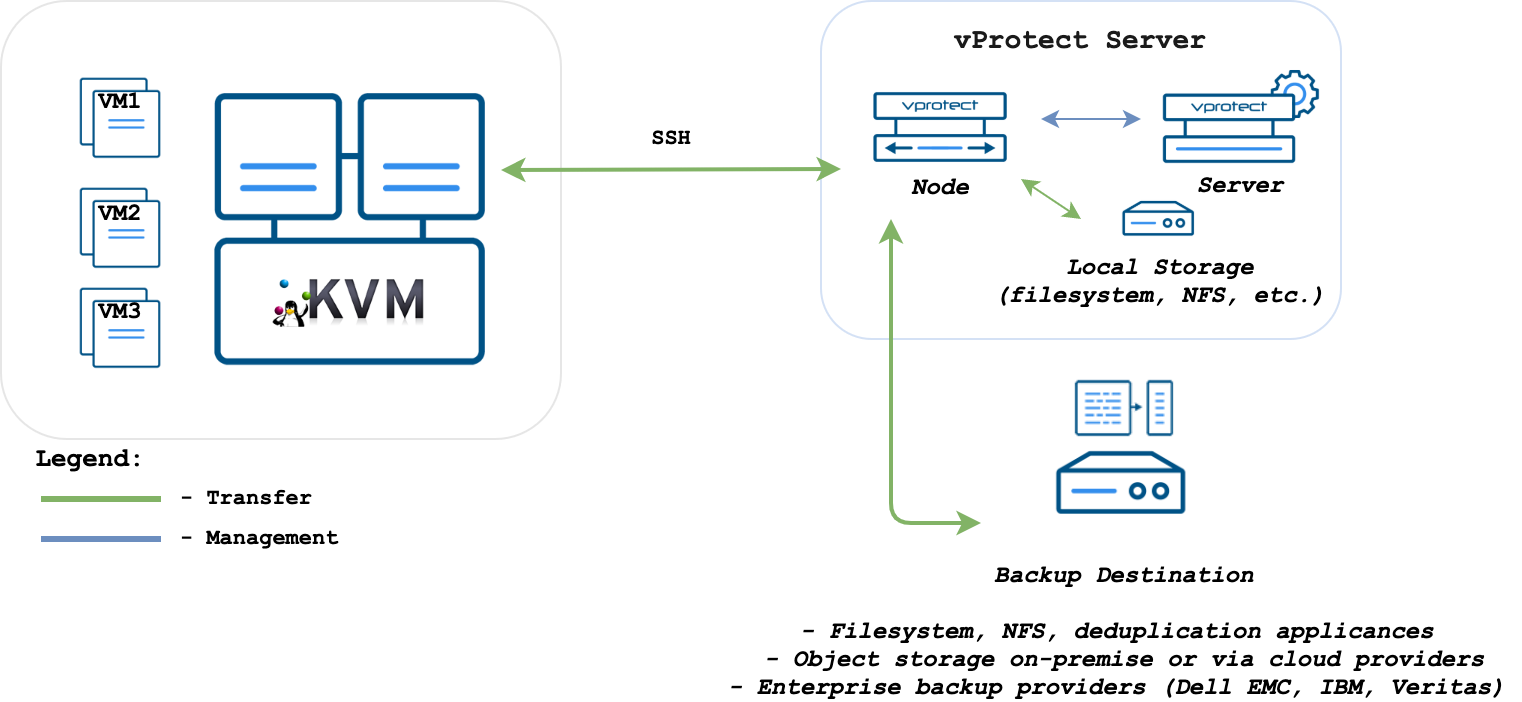 VM1
VM2
VM3
KVM
SSH
vProtect Server
vprotect
vprotect
Node
Server
Local Storage
(filesystem, NFS, etc.)
Legend:
- Transfer
- Management
Backup Destination
- Filesystem, NFS, deduplication applicances
- Object storage on-premise or via cloud providers
- Enterprise backup providers (Dell EMC, IBM, Veritas)